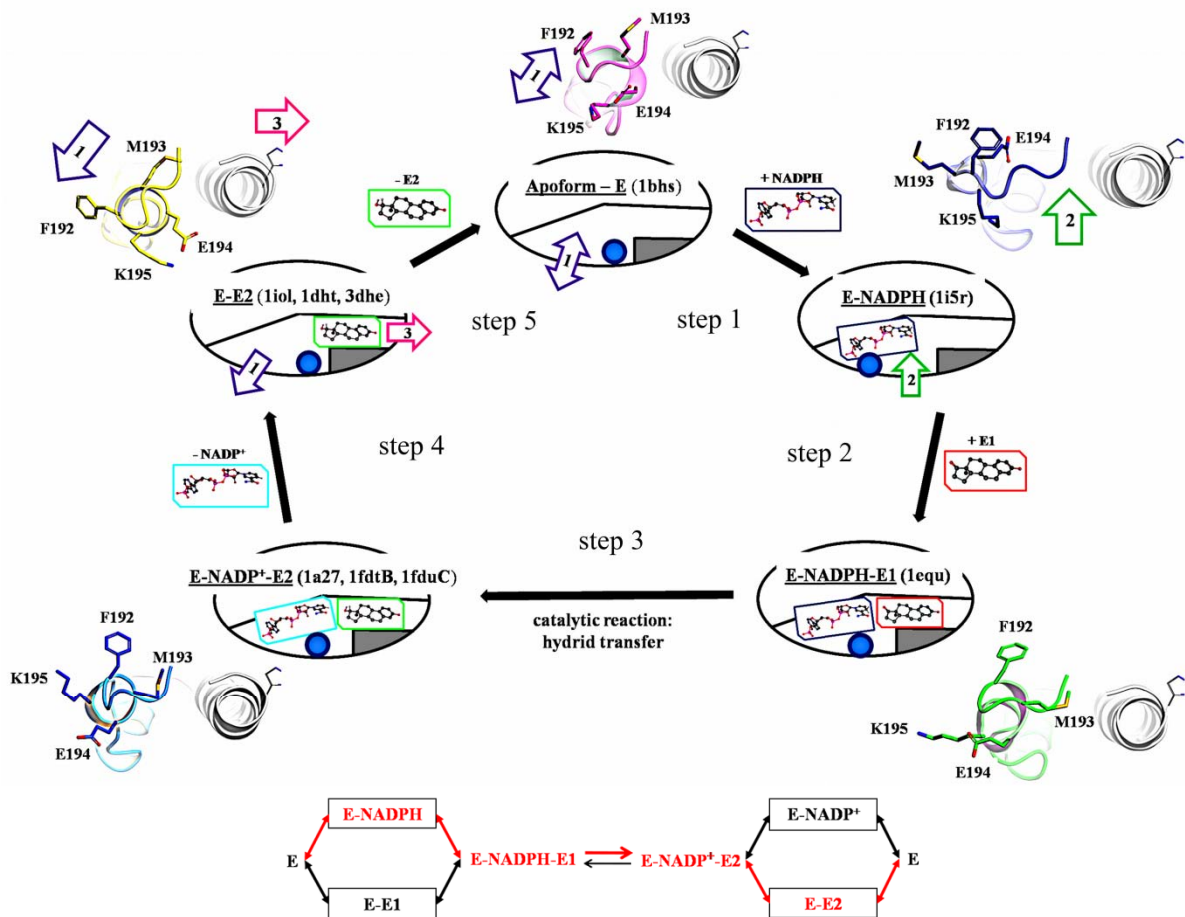 F192
M193
1
K195
E194
Apoform – E (1bhs)
1
+ NADPH
step 1
F192
E194
M193
K195
2
E-NADPH (1i5r)
2
step 2
+ E1
E-NADPH-E1 (1equ)
F192
M193
K195
E194
step 3
catalytic reaction:
hydrid transfer
E-NADP⁺-E2 (1a27, 1fdtB, 1fduC)
F192
K195
M193
E194
step 4
– NADP⁺
1
3
M193
F192
E194
K195
E-E2 (1iol, 1dht, 3dhe)
3
1
step 5
– E2
E-NADPH
E
E-NADPH-E1
E-E1
E-NADP⁺
E-NADP⁺-E2
E
E-E2